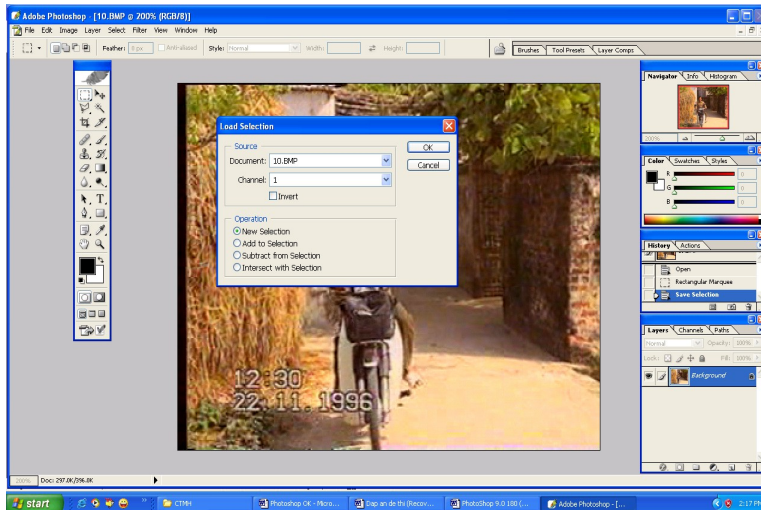 Adobe Photoshop - [10.BMP @ 200% (RGB/8)]
File Edit Image Layer Select Filter View Window Help
Feather: 0 px Anti-aliased Style: Normal Width: Height: Brushes Tool Presets Layer Comps
Navigator Info Histogram
200%
Color Swatches Styles
R 0
G 0
B 0
History Actions
Open
Rectangular Marquee
Save Selection
Layers Channels Paths
Normal Opacity: 100%
Lock: Fill: 100%
Background
Load Selection
Source
Document: 10.BMP
Channel: 1
Invert
OK
Cancel
Operation
New Selection
Add to Selection
Subtract from Selection
Intersect with Selection
12:30
22.11.1996
200% Doc: 297.0K/396.0K
start CTMH Photoshop OK - Micro... Dap an de thi (Recov... PhotoShop 9.0 180 (... Adobe Photoshop - [... 2:17 PM